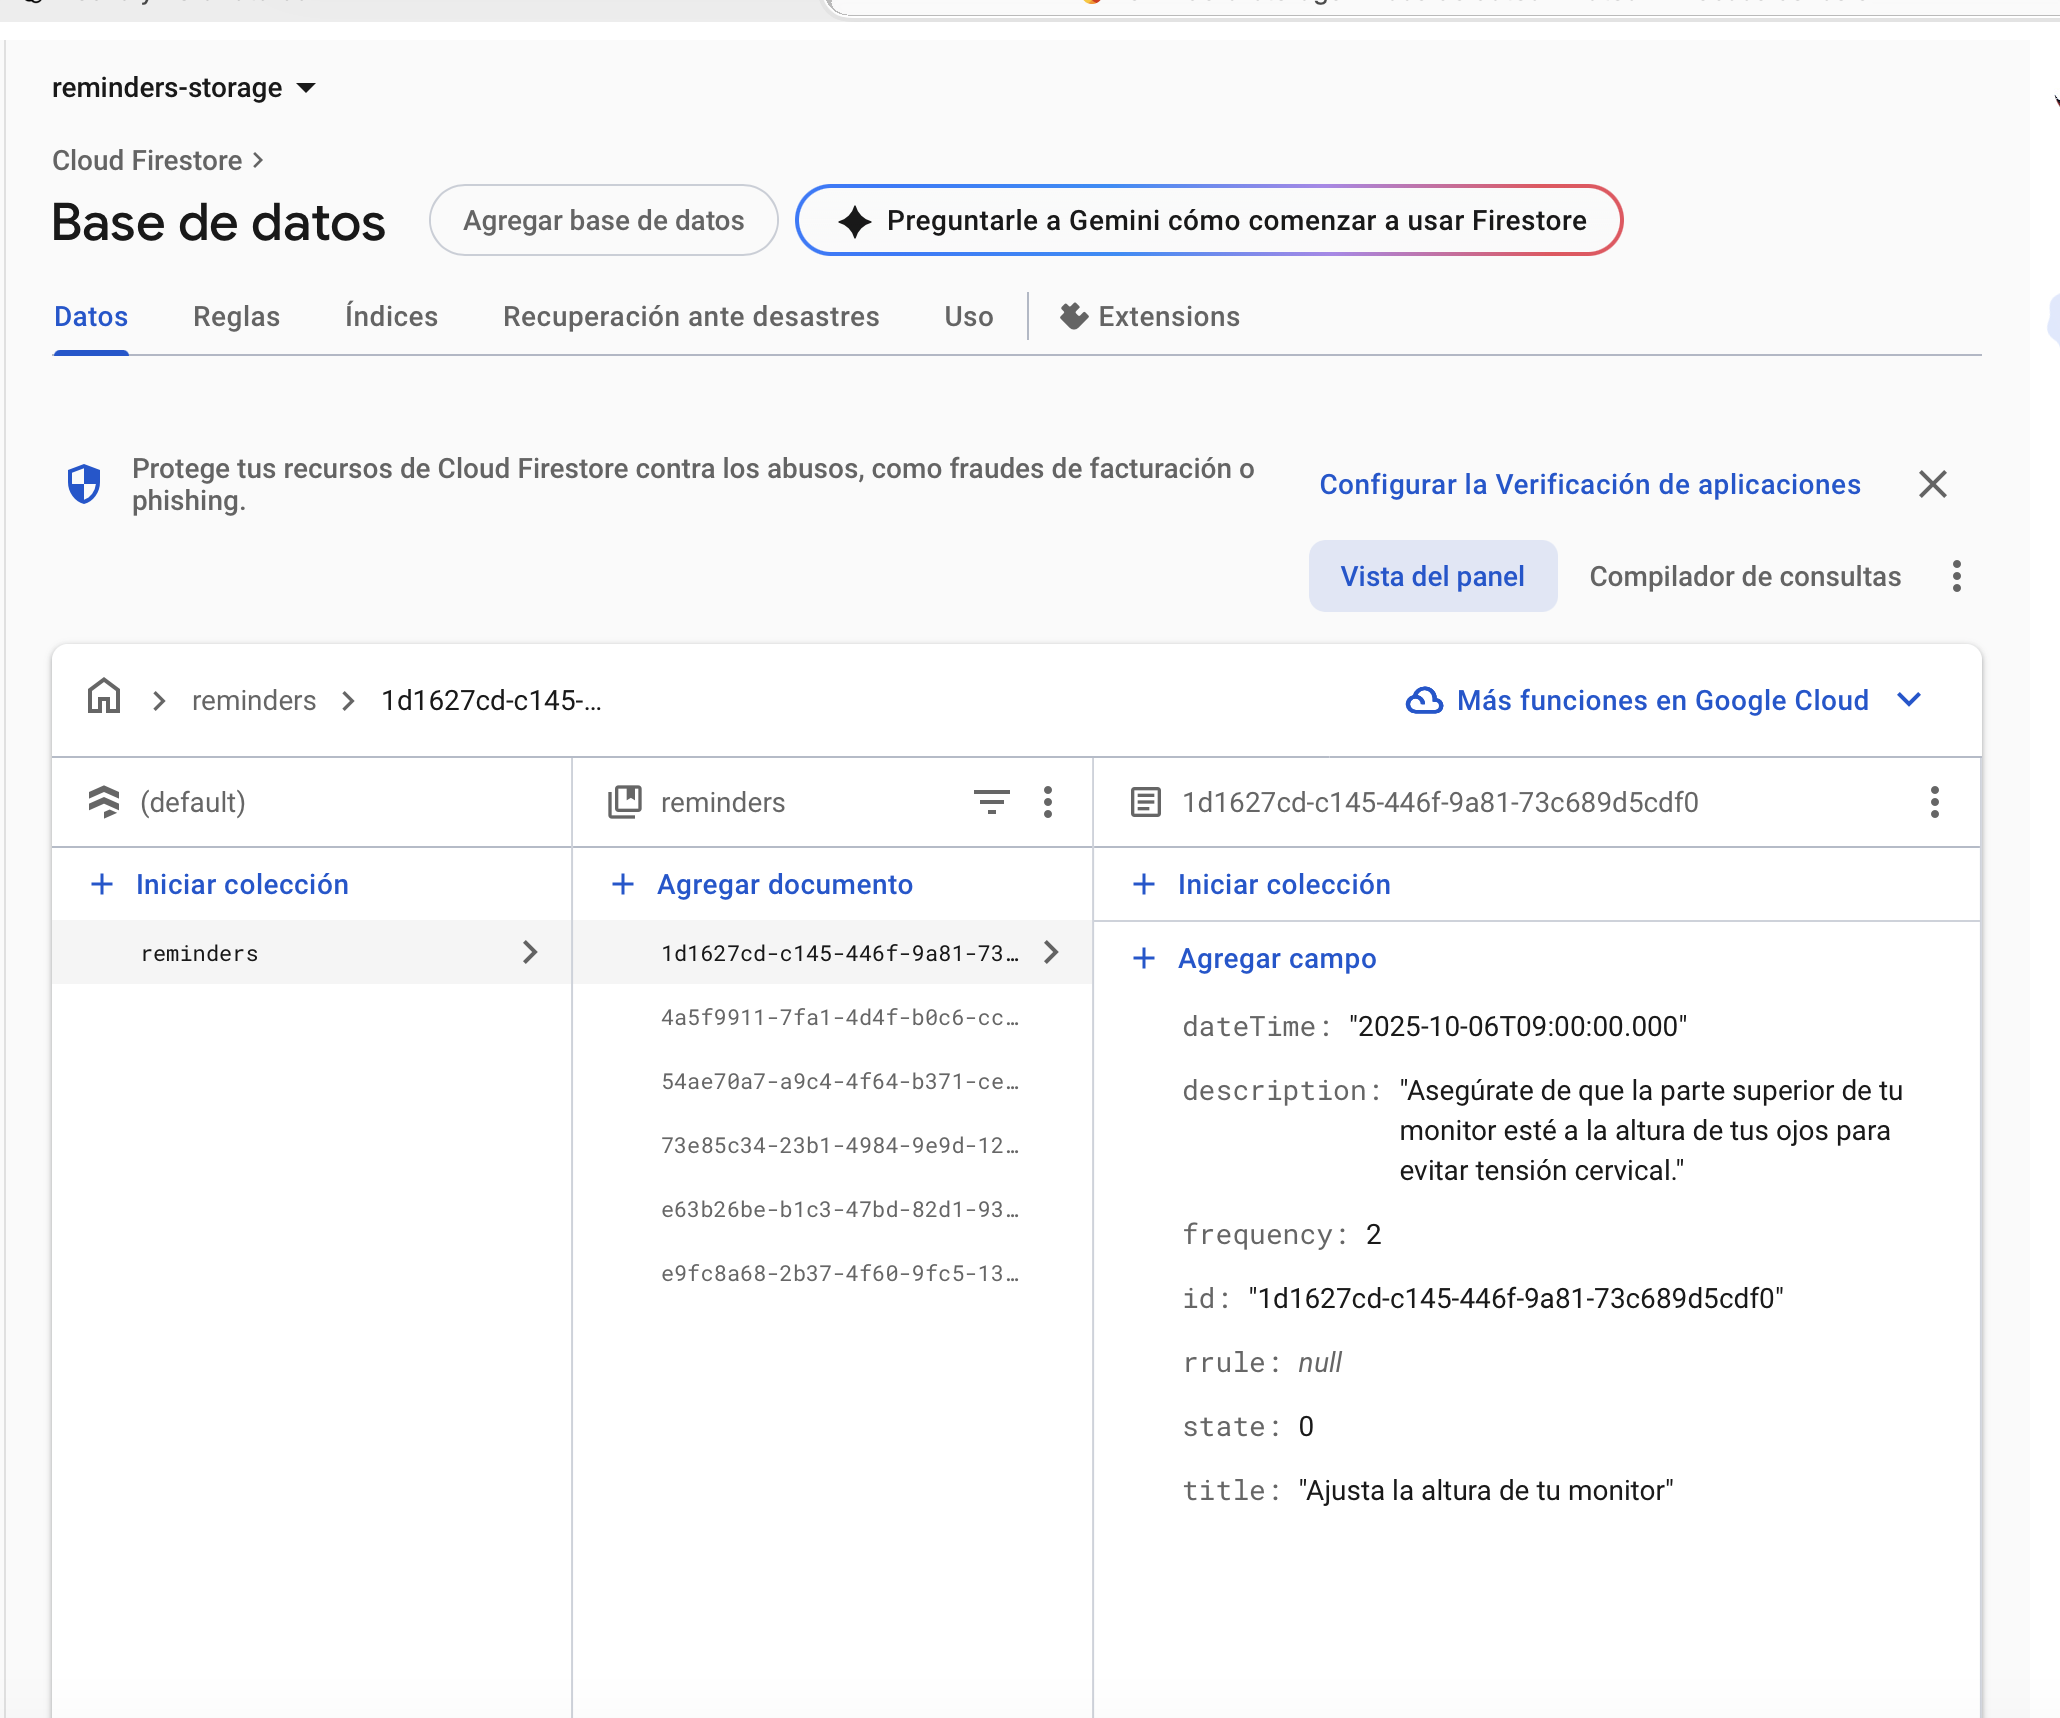 reminders-storage
Cloud Firestore
Base de datos
Agregar base de datos
Preguntarle a Gemini cómo comenzar a usar Firestore
Datos
Reglas
Índices
Recuperación ante desastres
Uso
Extensions
Protege tus recursos de Cloud Firestore contra los abusos, como fraudes de facturación o
phishing.
Configurar la Verificación de aplicaciones
Vista del panel
Compilador de consultas
reminders
1d1627cd-c145-…
Más funciones en Google Cloud
(default)
reminders
1d1627cd-c145-446f-9a81-73c689d5cdf0
Iniciar colección
Agregar documento
Iniciar colección
reminders
1d1627cd-c145-446f-9a81-73…
4a5f9911-7fa1-4d4f-b0c6-cc…
54ae70a7-a9c4-4f64-b371-ce…
73e85c34-23b1-4984-9e9d-12…
e63b26be-b1c3-47bd-82d1-93…
e9fc8a68-2b37-4f60-9fc5-13…
Agregar campo
dateTime: "2025-10-06T09:00:00.000"
description: "Asegúrate de que la parte superior de tu
monitor esté a la altura de tus ojos para
evitar tensión cervical."
frequency: 2
id: "1d1627cd-c145-446f-9a81-73c689d5cdf0"
rrule: null
state: 0
title: "Ajusta la altura de tu monitor"